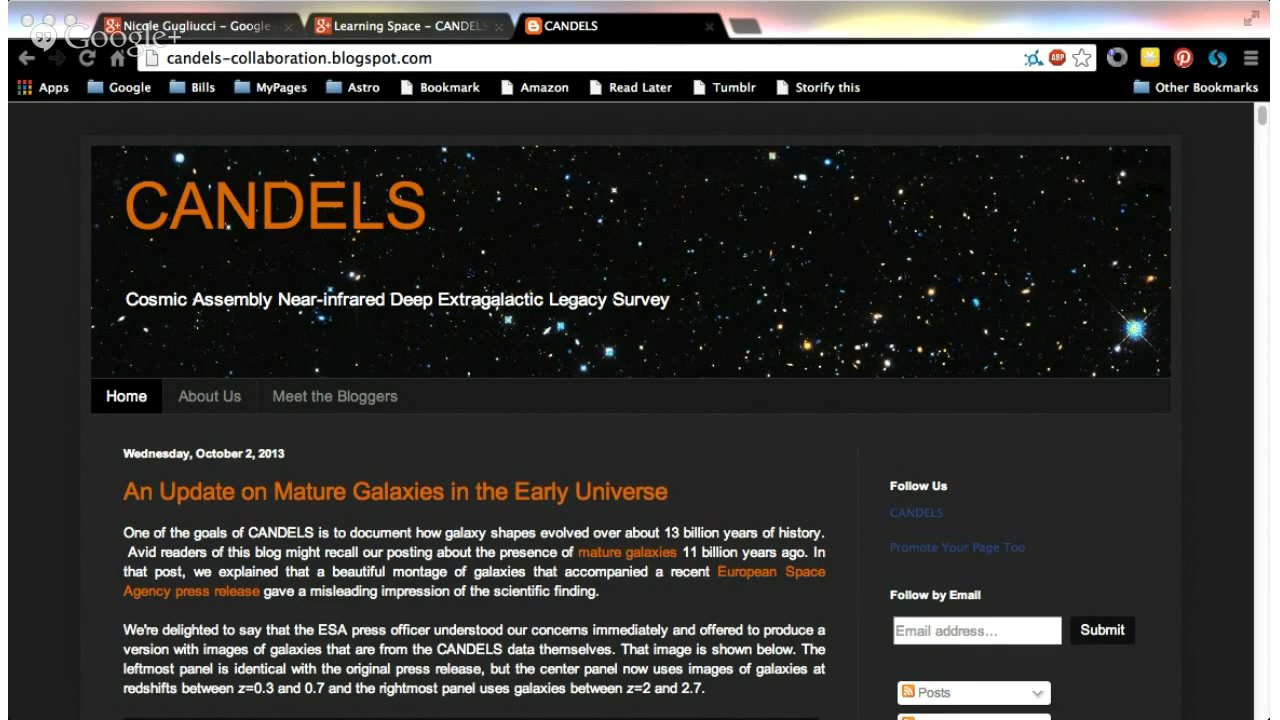 Nicole Gugliucci - Google
Learning Space - CANDELS
CANDELS
Google+
candels-collaboration.blogspot.com
ABP
Apps
Google
Bills
MyPages
Astro
Bookmark
Amazon
Read Later
Tumblr
Storify this
Other Bookmarks
CANDELS
Cosmic Assembly Near-infrared Deep Extragalactic Legacy Survey
Home
About Us
Meet the Bloggers
Wednesday, October 2, 2013
An Update on Mature Galaxies in the Early Universe
One of the goals of CANDELS is to document how galaxy shapes evolved over about 13 billion years of history.
Avid readers of this blog might recall our posting about the presence of mature galaxies 11 billion years ago. In
that post, we explained that a beautiful montage of galaxies that accompanied a recent European Space
Agency press release gave a misleading impression of the scientific finding.
We're delighted to say that the ESA press officer understood our concerns immediately and offered to produce a
version with images of galaxies that are from the CANDELS data themselves. That image is shown below. The
leftmost panel is identical with the original press release, but the center panel now uses images of galaxies at
redshifts between z=0.3 and 0.7 and the rightmost panel uses galaxies between z=2 and 2.7.
Follow Us
CANDELS
Promote Your Page Too
Follow by Email
Email address...
Submit
Posts